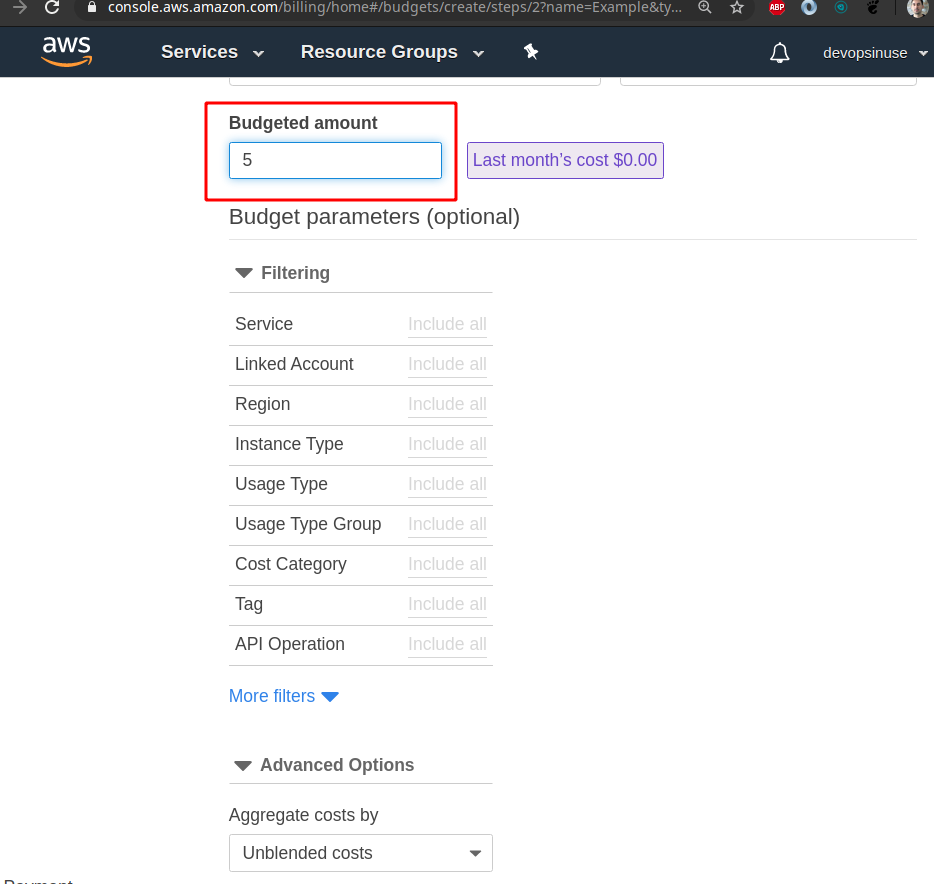 console.aws.amazon.com/billing/home#/budgets/create/steps/2?name=Example&ty...
ABP
aws Services Resource Groups devopsinuse
Budgeted amount
5 Last month's cost $0.00
Budget parameters (optional)
Filtering
Service Include all
Linked Account Include all
Region Include all
Instance Type Include all
Usage Type Include all
Usage Type Group Include all
Cost Category Include all
Tag Include all
API Operation Include all
More filters
Advanced Options
Aggregate costs by
Unblended costs